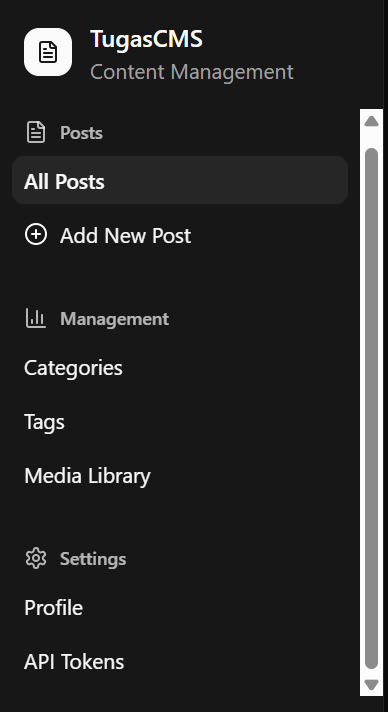 TugasCMS
Content Management
Posts
All Posts
Add New Post
Management
Categories
Tags
Media Library
Settings
Profile
API Tokens